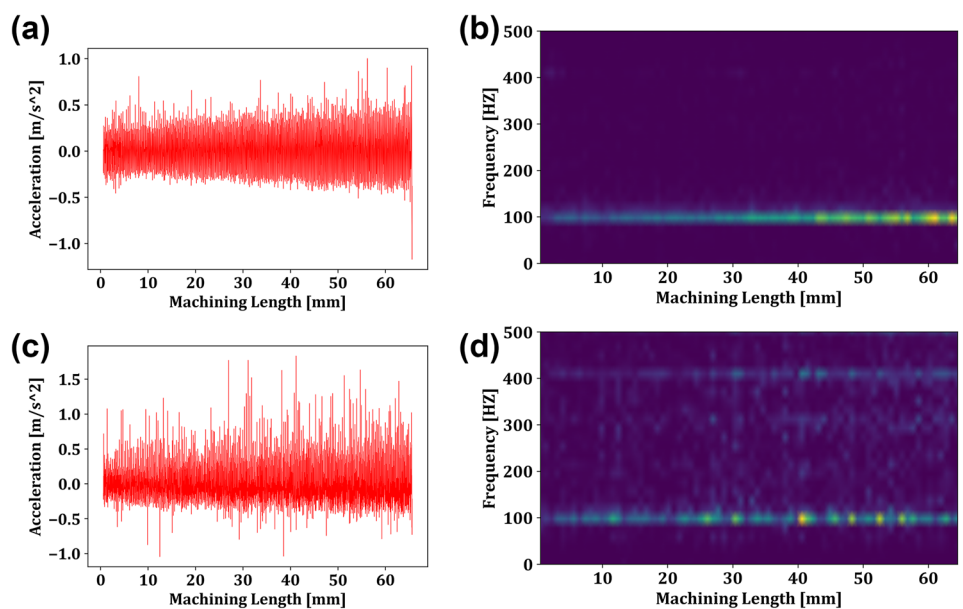 (a)
Acceleration [m/s^2]
1.0
0.5
0.0
−0.5
−1.0
0 10 20 30 40 50 60
Machining Length [mm]
(b)
Frequency [HZ]
500
400
300
200
100
0
10 20 30 40 50 60
Machining Length [mm]
(c)
Acceleration [m/s^2]
1.5
1.0
0.5
0.0
−0.5
−1.0
0 10 20 30 40 50 60
Machining Length [mm]
(d)
Frequency [HZ]
500
400
300
200
100
0
10 20 30 40 50 60
Machining Length [mm]